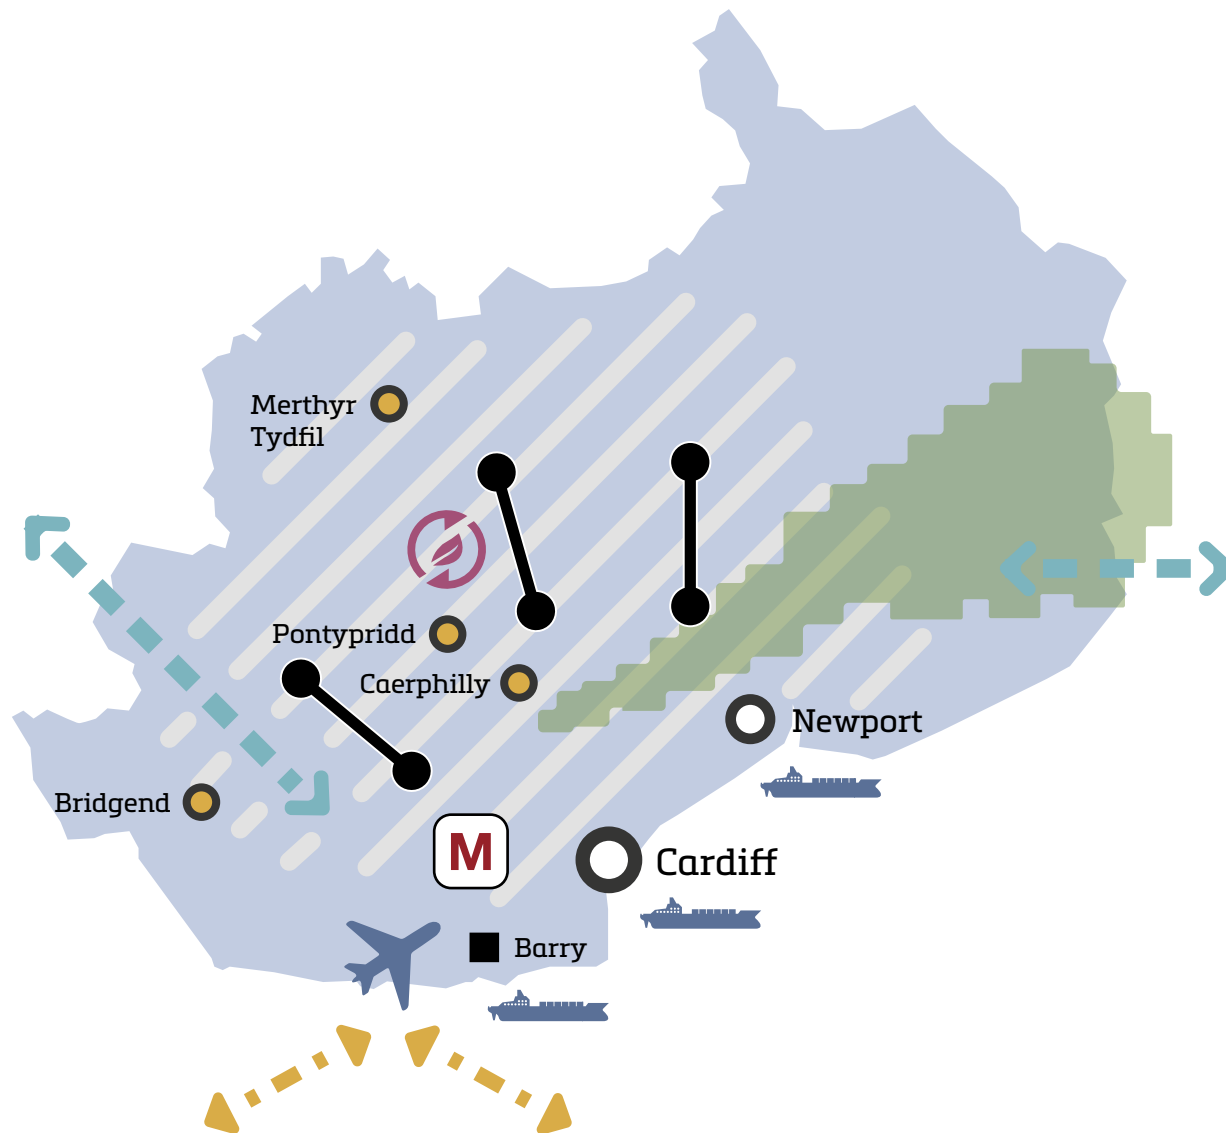 Merthyr
Tydfil
Pontypridd
Caerphilly
Newport
Bridgend
M
Cardiff
Barry